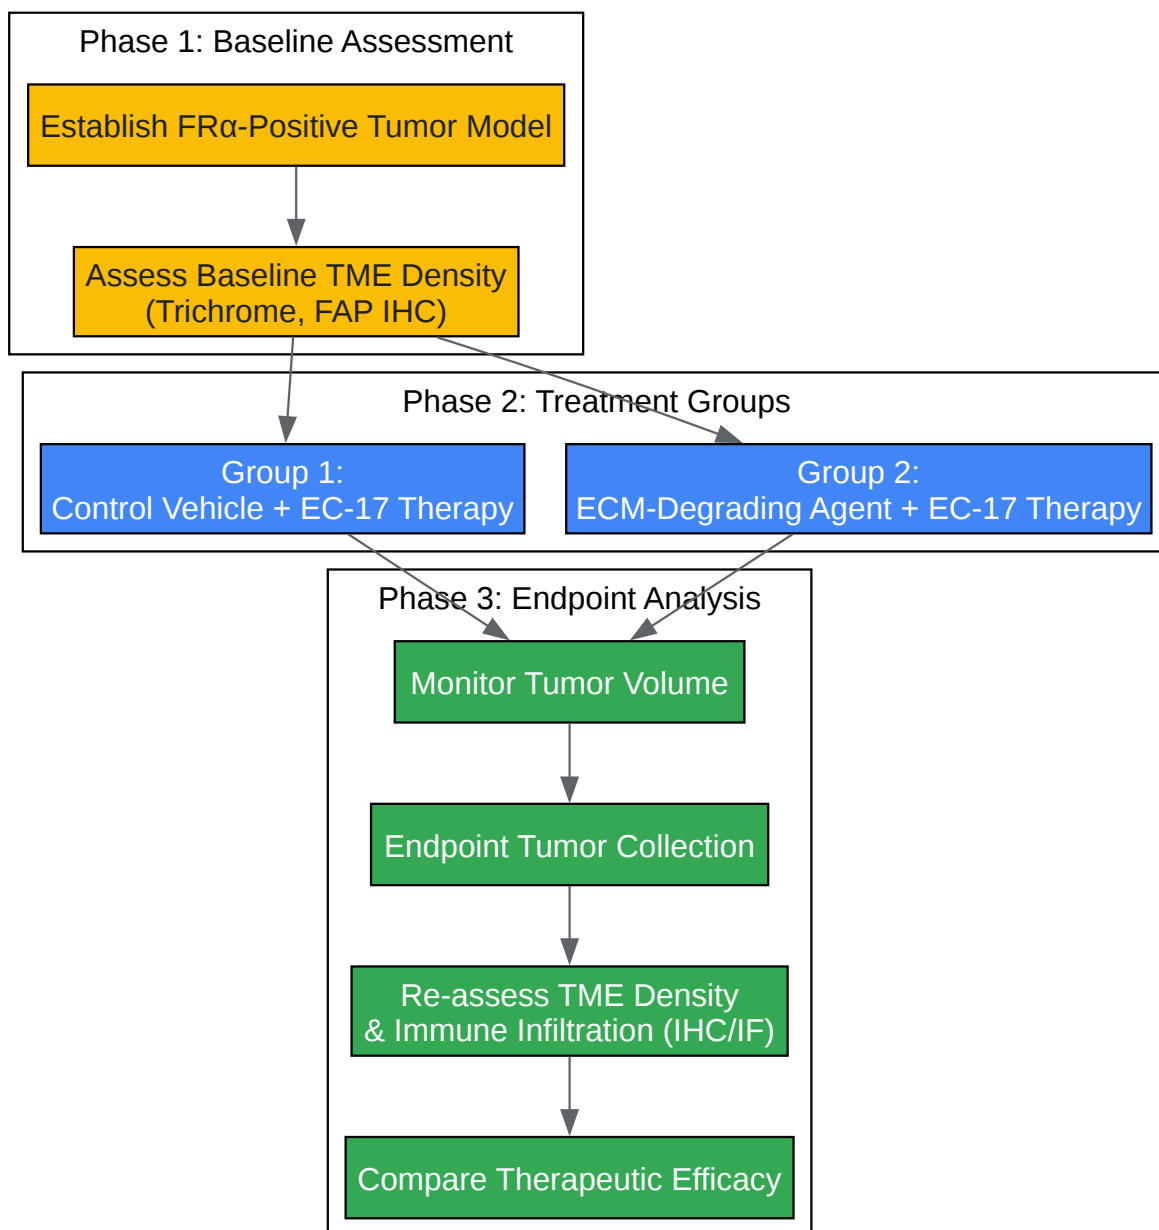 Phase 1: Baseline Assessment
Establish FRα-Positive Tumor Model
Assess Baseline TME Density
(Trichrome, FAP IHC)
Phase 2: Treatment Groups
Group 1:
Control Vehicle + EC-17 Therapy
Group 2:
ECM-Degrading Agent + EC-17 Therapy
Phase 3: Endpoint Analysis
Monitor Tumor Volume
Endpoint Tumor Collection
Re-assess TME Density
& Immune Infiltration (IHC/IF)
Compare Therapeutic Efficacy